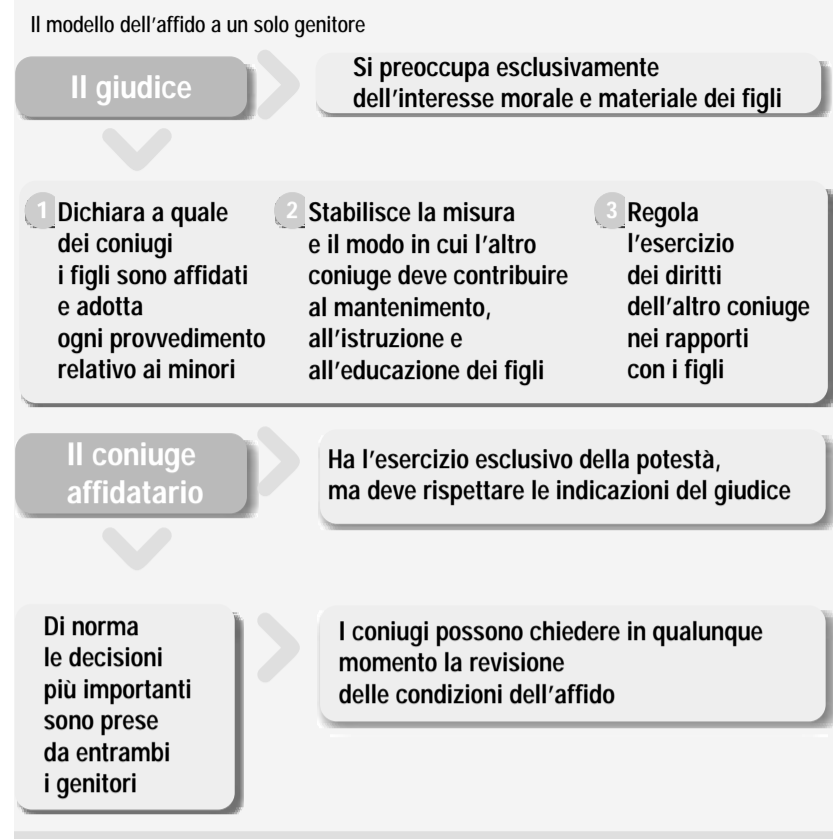 Il modello dell'affido a un solo genitore
Il giudice
Si preoccupa esclusivamente
dell'interesse morale e materiale dei figli
1 Dichiara a quale
dei coniugi
i figli sono affidati
e adotta
ogni provvedimento
relativo ai minori
2 Stabilisce la misura
e il modo in cui l'altro
coniuge deve contribuire
al mantenimento,
all'istruzione e
all'educazione dei figli
3 Regola
l'esercizio
dei diritti
dell'altro coniuge
nei rapporti
con i figli
Il coniuge
affidatario
Ha l'esercizio esclusivo della potestà,
ma deve rispettare le indicazioni del giudice
Di norma
le decisioni
più importanti
sono prese
da entrambi
i genitori
I coniugi possono chiedere in qualunque
momento la revisione
delle condizioni dell'affido